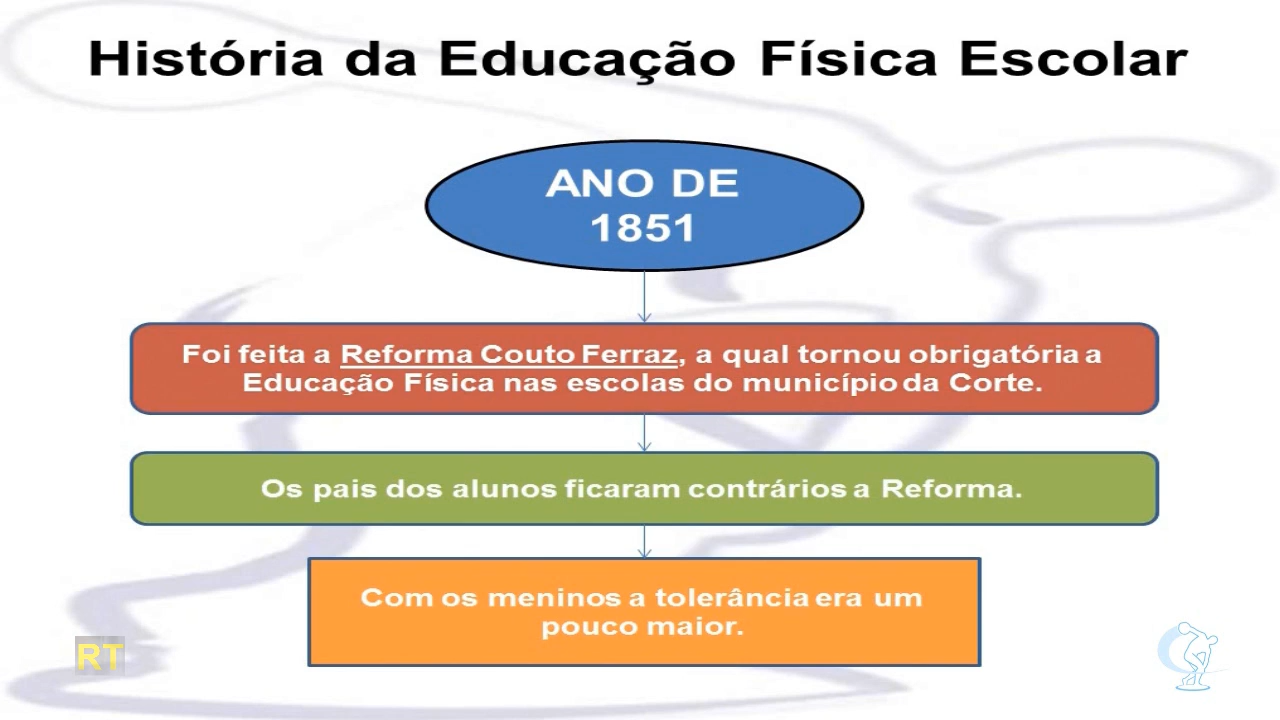 História da Educação Física Escolar
ANO DE
1851
Foi feita a Reforma Couto Ferraz, a qual tornou obrigatória a
Educação Física nas escolas do município da Corte.
Os pais dos alunos ficaram contrários a Reforma.
Com os meninos a tolerância era um
pouco maior.
RT